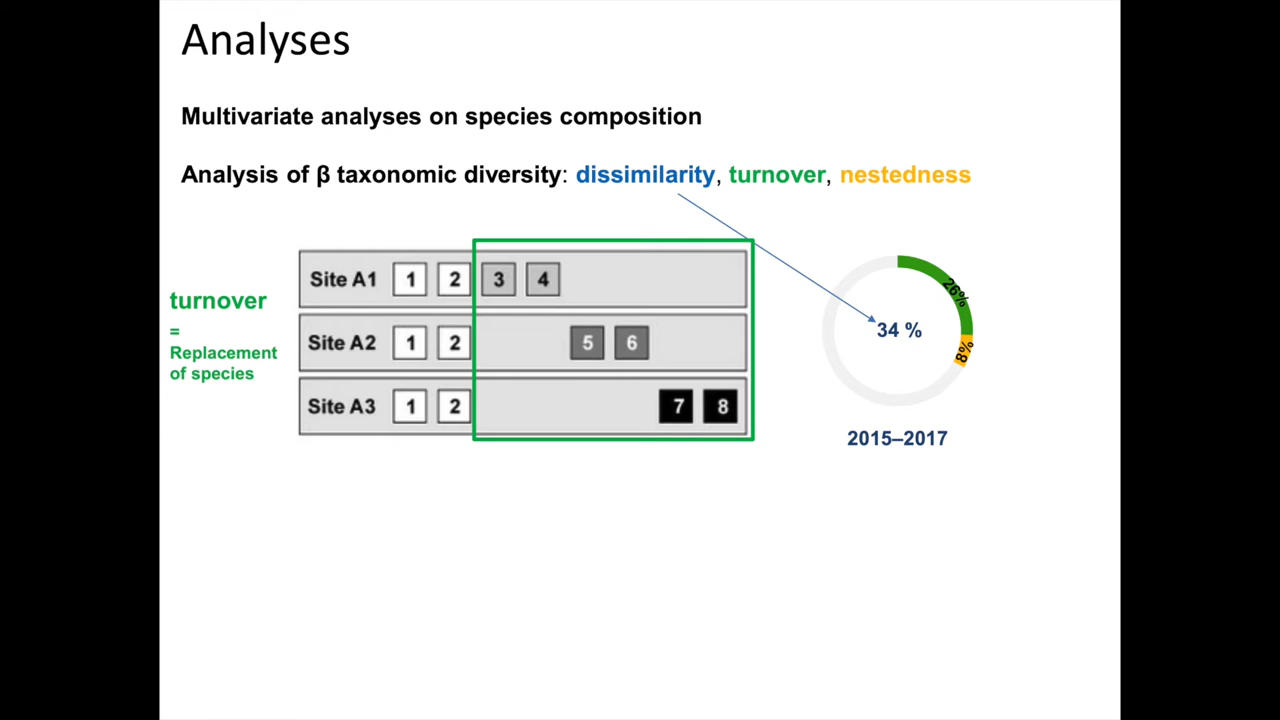 Analyses
Multivariate analyses on species composition
Analysis of β taxonomic diversity: dissimilarity, turnover, nestedness
turnover
=
Replacement
of species
Site A1 1 2 3 4
Site A2 1 2 5 6
Site A3 1 2 7 8
26%
34 %
8%
2015–2017